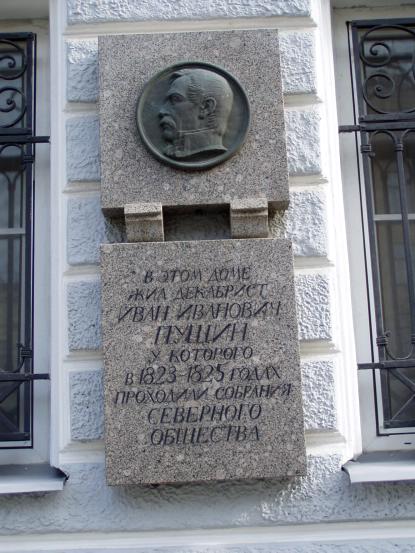 В ЭТОМ ДОМЕ
ЖИЛ ДЕКАБРИСТ
ИВАН ИВАНОВИЧ
ПУЩИН
У КОТОРОГО
В 1823-1825 ГОДАХ
ПРОХОДИЛИ СОБРАНИЯ
СЕВЕРНОГО
ОБЩЕСТВА